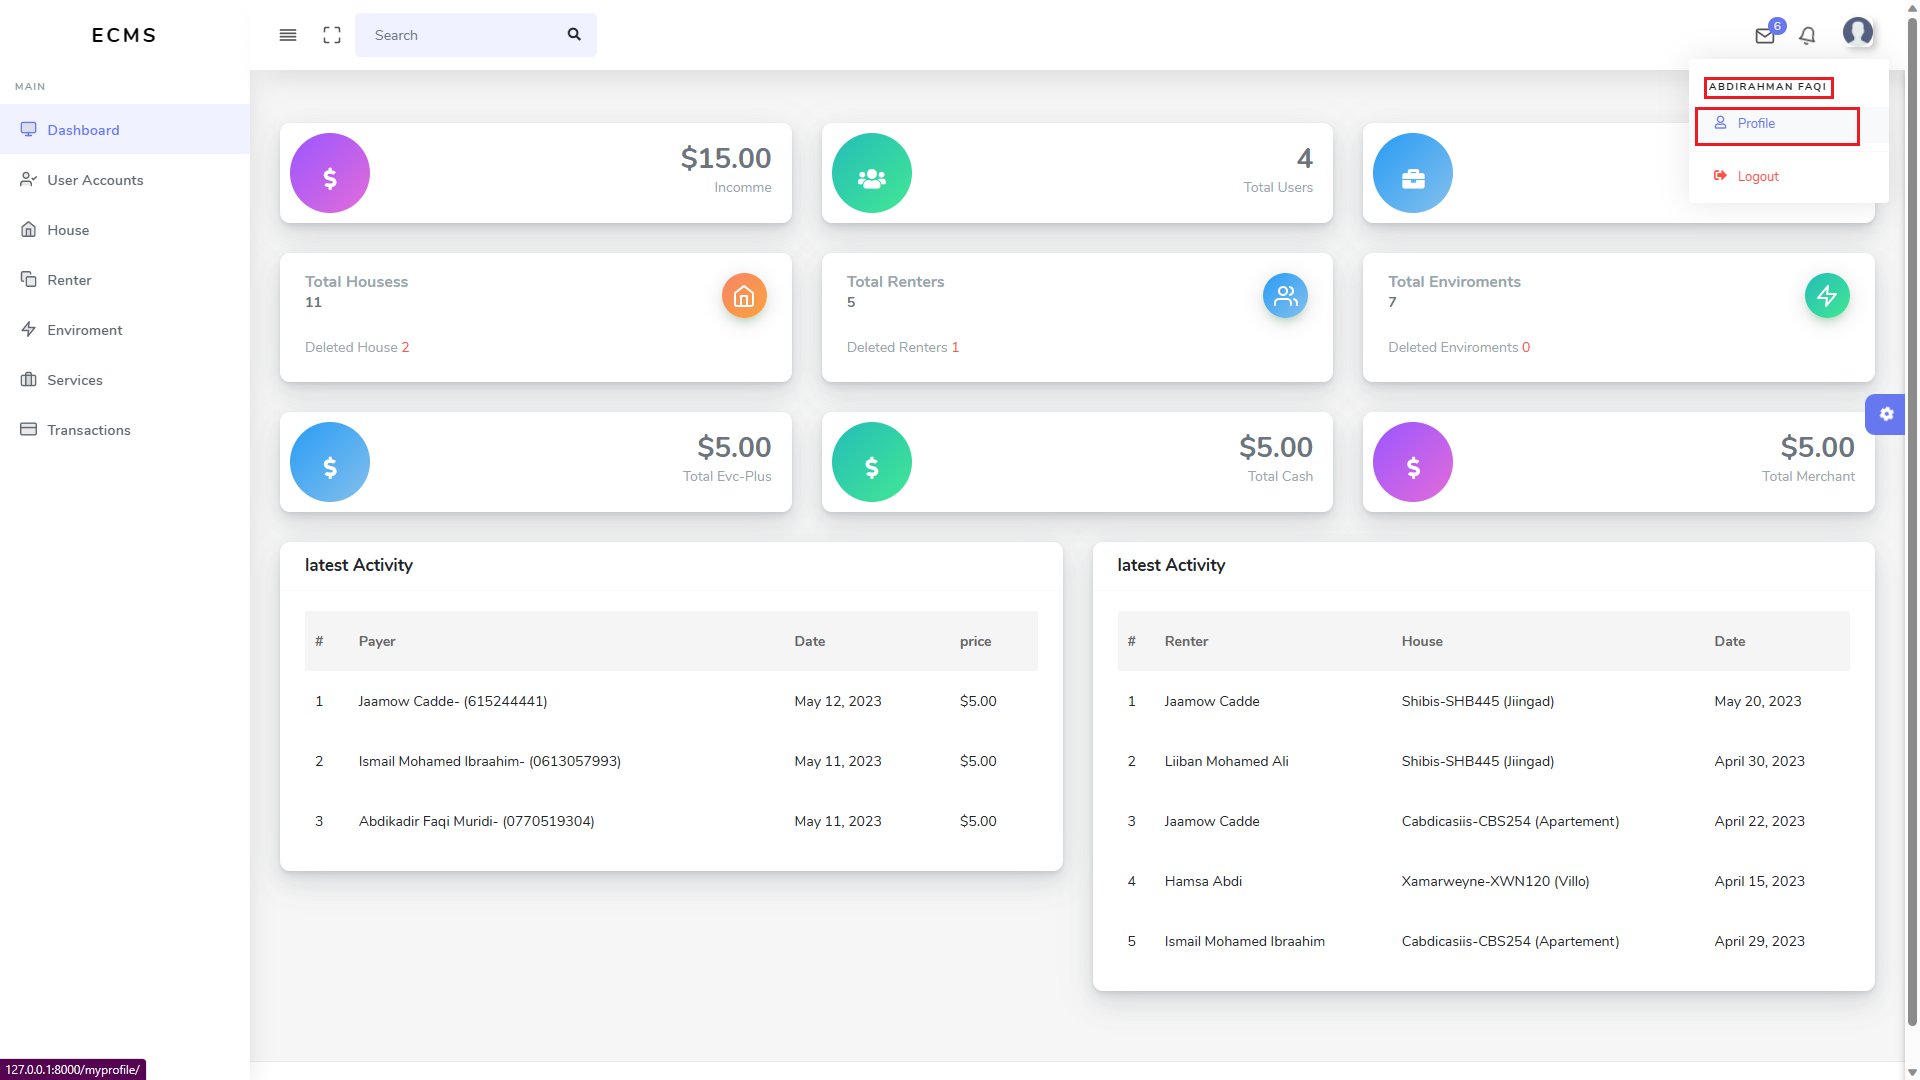 ECMS
Search
6
MAIN
Dashboard
User Accounts
House
Renter
Enviroment
Services
Transactions
ABDIRAHMAN FAQI
Profile
Logout
$15.00
Incomme
4
Total Users
Total Housess
11
Deleted House 2
Total Renters
5
Deleted Renters 1
Total Enviroments
7
Deleted Enviroments 0
$5.00
Total Evc-Plus
$5.00
Total Cash
$5.00
Total Merchant
latest Activity
# Payer Date price
1 Jaamow Cadde- (615244441) May 12, 2023 $5.00
2 Ismail Mohamed Ibraahim- (0613057993) May 11, 2023 $5.00
3 Abdikadir Faqi Muridi- (0770519304) May 11, 2023 $5.00
latest Activity
# Renter House Date
1 Jaamow Cadde Shibis-SHB445 (Jiingad) May 20, 2023
2 Liiban Mohamed Ali Shibis-SHB445 (Jiingad) April 30, 2023
3 Jaamow Cadde Cabdicasiis-CBS254 (Apartement) April 22, 2023
4 Hamsa Abdi Xamarweyne-XWN120 (Villo) April 15, 2023
5 Ismail Mohamed Ibraahim Cabdicasiis-CBS254 (Apartement) April 29, 2023
127.0.0.1:8000/myprofile/